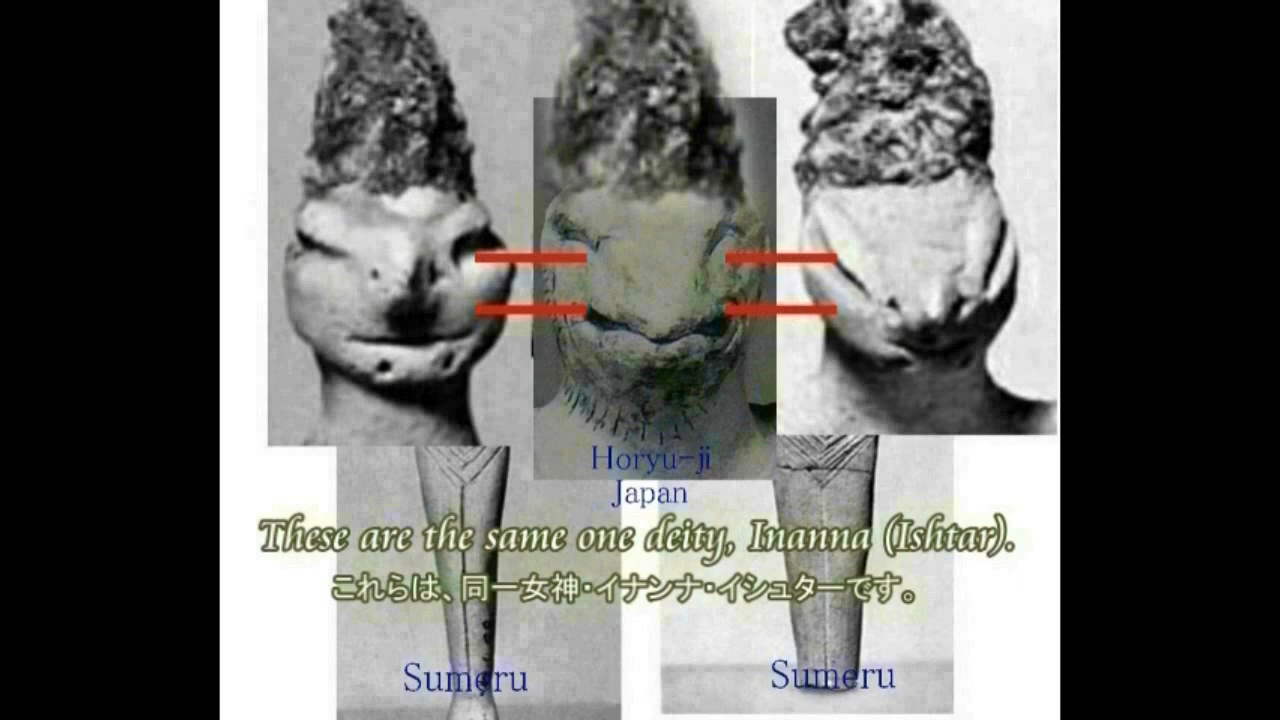 Horyu-ji
Japan
These are the same one deity, Inanna (Ishtar).
これらは、同一女神・イナンナ・イシュターです。
Sumeru
Sumeru